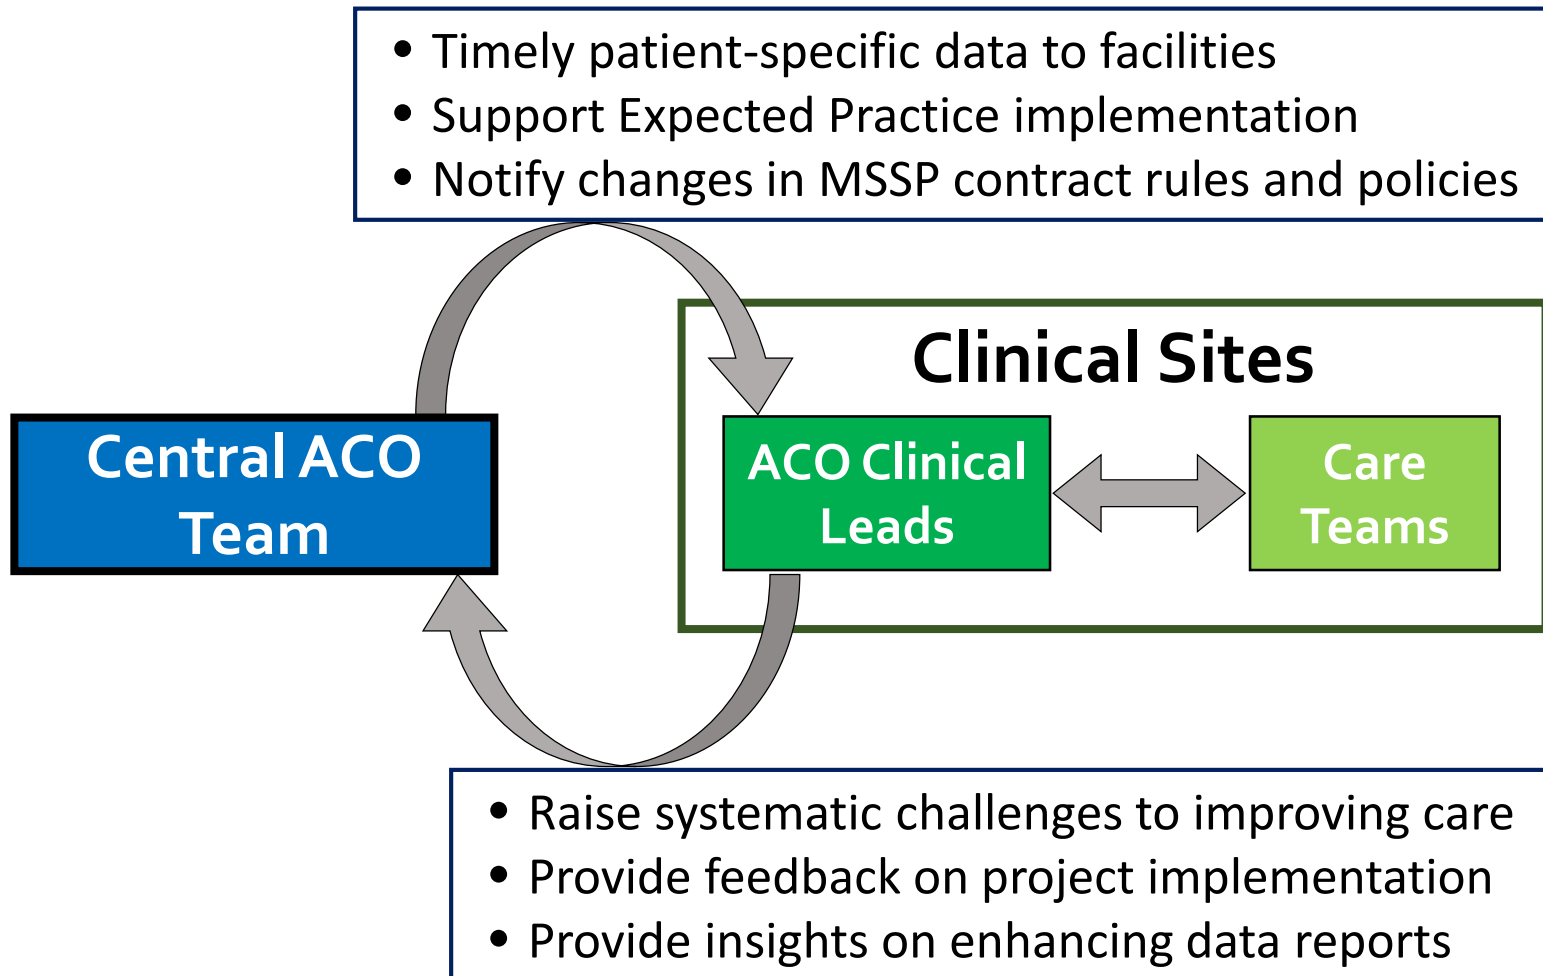 • Timely patient-specific data to facilities
• Support Expected Practice implementation
• Notify changes in MSSP contract rules and policies
Clinical Sites
Central ACO
Team
ACO Clinical
Leads
Care
Teams
• Raise systematic challenges to improving care
• Provide feedback on project implementation
• Provide insights on enhancing data reports